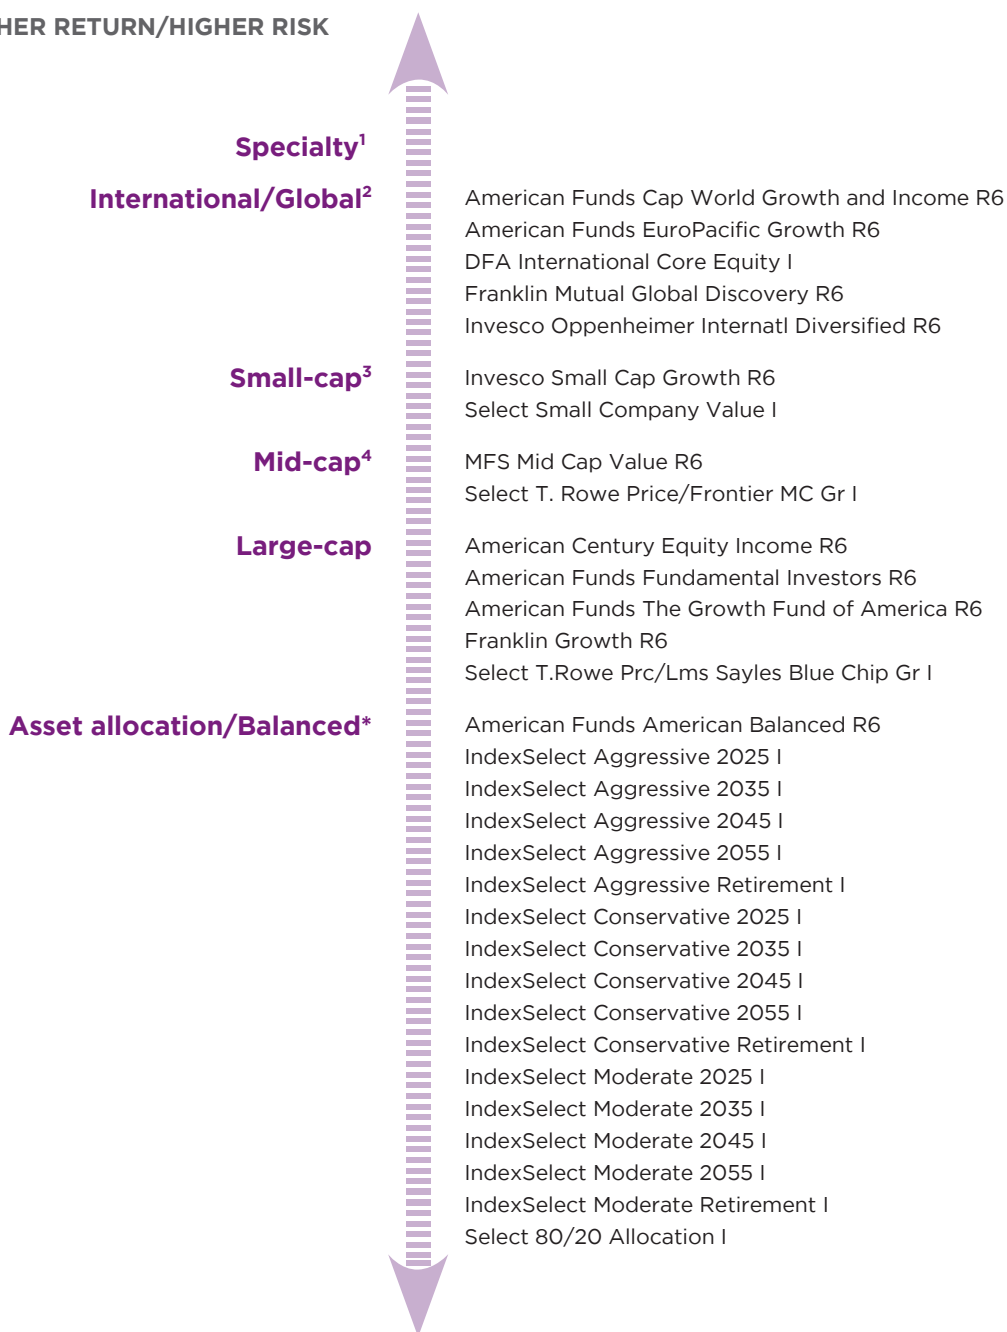 HER RETURN/HIGHER RISK
Specialty¹
International/Global²
American Funds Cap World Growth and Income R6
American Funds EuroPacific Growth R6
DFA International Core Equity I
Franklin Mutual Global Discovery R6
Invesco Oppenheimer Internatl Diversified R6
Small-cap³
Invesco Small Cap Growth R6
Select Small Company Value I
Mid-cap⁴
MFS Mid Cap Value R6
Select T. Rowe Price/Frontier MC Gr I
Large-cap
American Century Equity Income R6
American Funds Fundamental Investors R6
American Funds The Growth Fund of America R6
Franklin Growth R6
Select T.Rowe Prc/Lms Sayles Blue Chip Gr I
Asset allocation/Balanced*
American Funds American Balanced R6
IndexSelect Aggressive 2025 I
IndexSelect Aggressive 2035 I
IndexSelect Aggressive 2045 I
IndexSelect Aggressive 2055 I
IndexSelect Aggressive Retirement I
IndexSelect Conservative 2025 I
IndexSelect Conservative 2035 I
IndexSelect Conservative 2045 I
IndexSelect Conservative 2055 I
IndexSelect Conservative Retirement I
IndexSelect Moderate 2025 I
IndexSelect Moderate 2035 I
IndexSelect Moderate 2045 I
IndexSelect Moderate 2055 I
IndexSelect Moderate Retirement I
Select 80/20 Allocation I